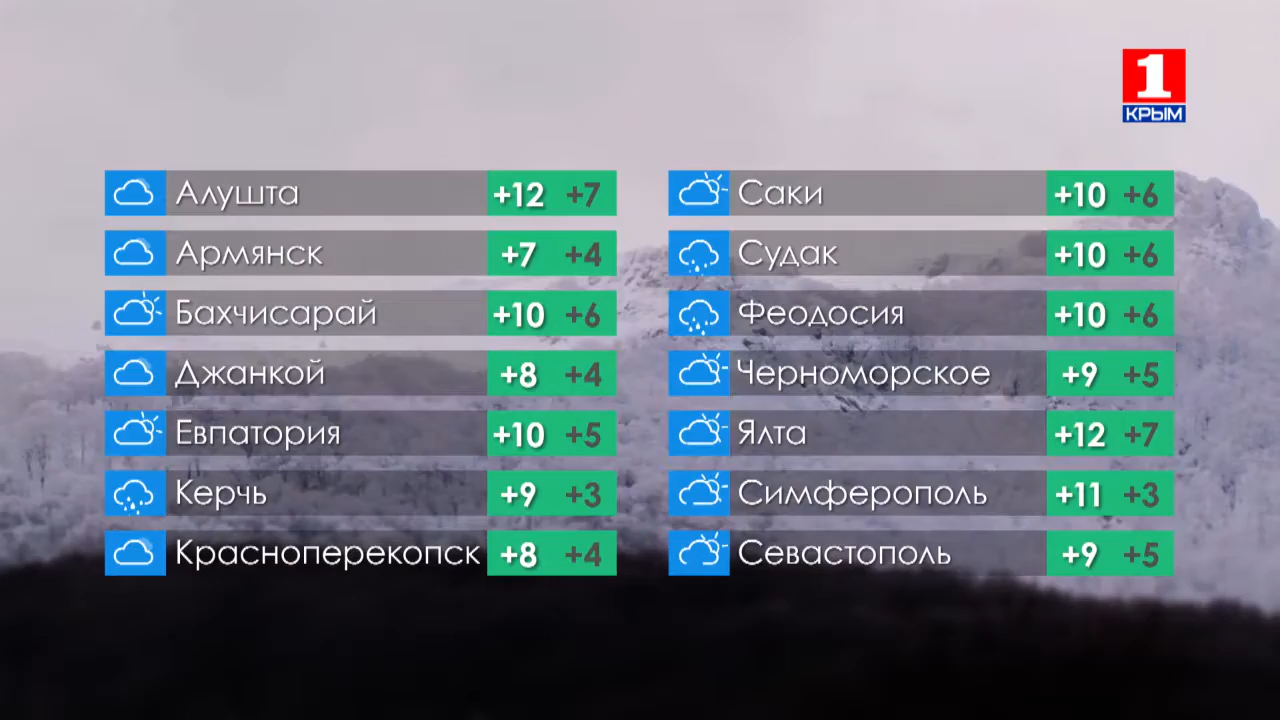 1
КРЫМ
Алушта +12 +7
Армянск +7 +4
Бахчисарай +10 +6
Джанкой +8 +4
Евпатория +10 +5
Керчь +9 +3
Красноперекопск +8 +4
Саки +10 +6
Судак +10 +6
Феодосия +10 +6
Черноморское +9 +5
Ялта +12 +7
Симферополь +11 +3
Севастополь +9 +5